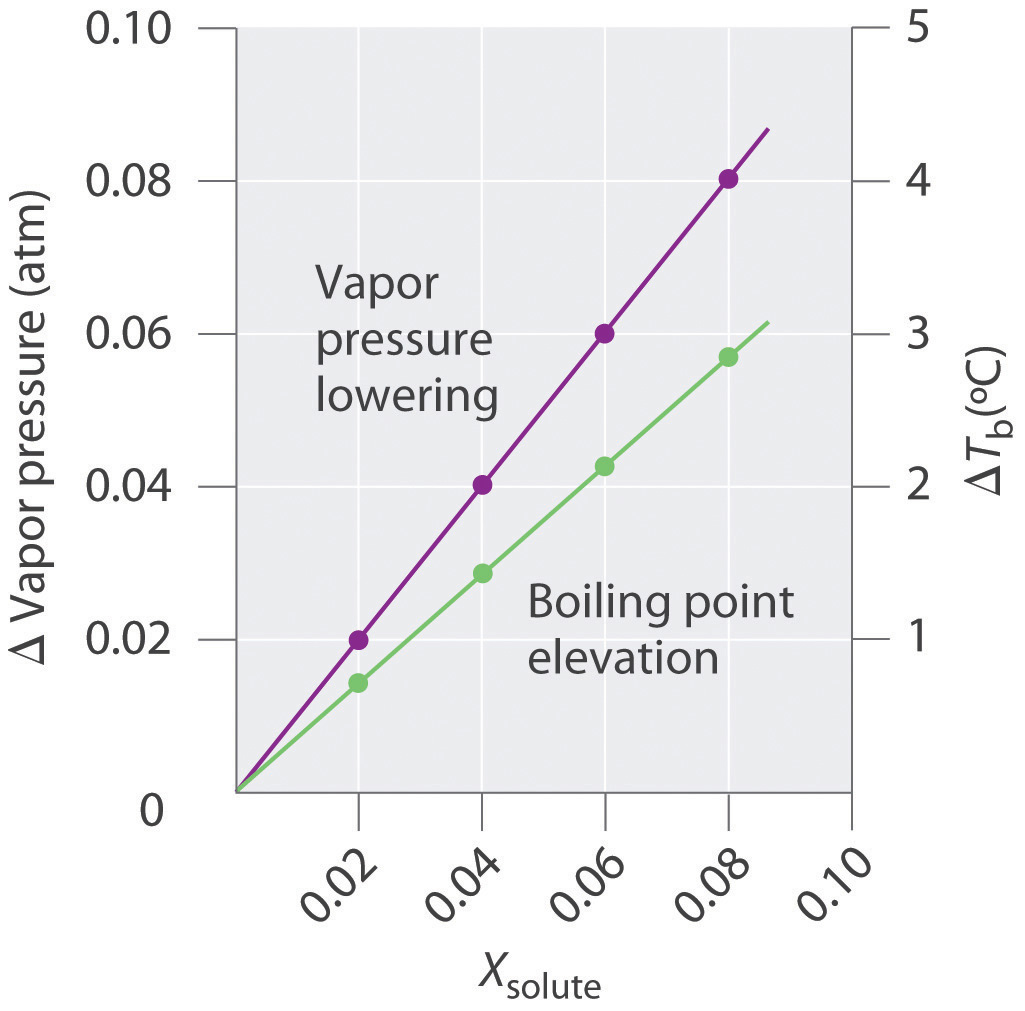 0.10
0.08
0.06
0.04
0.02
0
Δ Vapor pressure (atm)
Vapor
pressure
lowering
Boiling point
elevation
5
4
3
2
1
ΔTb(°C)
0.02
0.04
0.06
0.08
0.10
Xsolute